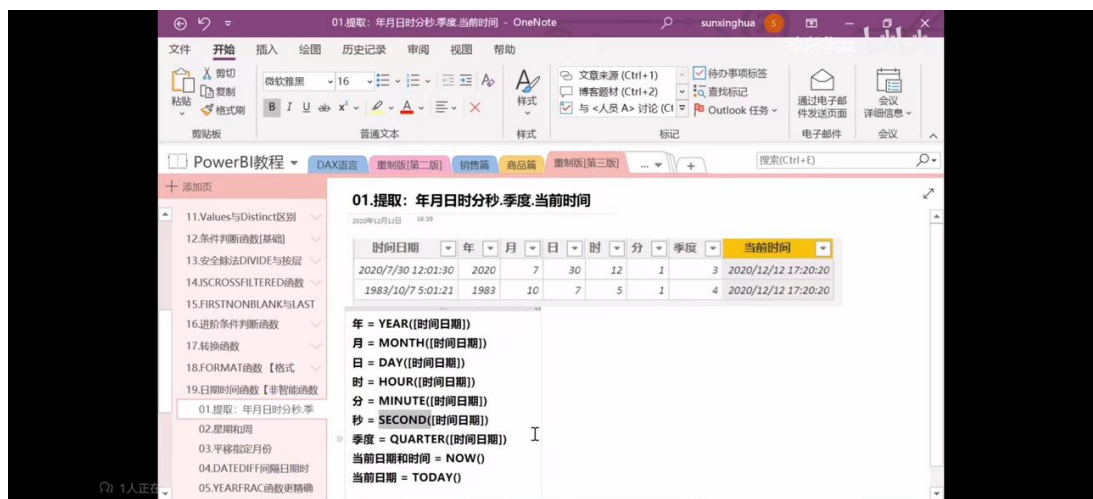 01.提取：年月日时分秒.季度.当前时间 - OneNote
sunxinghua
S
文件 开始 插入 绘图 历史记录 审阅 视图 帮助
粘贴
剪切
复制
格式刷
剪贴板
微软雅黑 16
B I U ab x²
普通文本
样式
样式
文章来源 (Ctrl+1)
博客题材 (Ctrl+2)
与 <人员 A> 讨论 (Ct
待办事项标签
查找标记
Outlook 任务
标记
通过电子邮
件发送页面
电子邮件
会议
详细信息
会议
PowerBI教程
DAX语言 重制版[第二版] 销售篇 商品篇 重制版[第三版] ...
搜索(Ctrl+E)
添加页
11.Values与Distinct区别
12.条件判断函数[基础]
13.安全除法DIVIDE与按层
14.ISCROSSFILTERED函数
15.FIRSTNONBLANK与LAST
16.进阶条件判断函数
17.转换函数
18.FORMAT函数【格式
19.日期时间函数【非智能函数
01.提取：年月日时分秒.季
02.星期和周
03.平移指定月份
04.DATEDIFF间隔日期时
05.YEARFRAC函数更精确
01.提取：年月日时分秒.季度.当前时间
2020年12月12日 16:50
时间日期 年 月 日 时 分 季度 当前时间
2020/7/30 12:01:30 2020 7 30 12 1 3 2020/12/12 17:20:20
1983/10/7 5:01:21 1983 10 7 5 1 4 2020/12/12 17:20:20
年 = YEAR([时间日期])
月 = MONTH([时间日期])
日 = DAY([时间日期])
时 = HOUR([时间日期])
分 = MINUTE([时间日期])
秒 = SECOND([时间日期])
季度 = QUARTER([时间日期])
当前日期和时间 = NOW()
当前日期 = TODAY()
1人正在